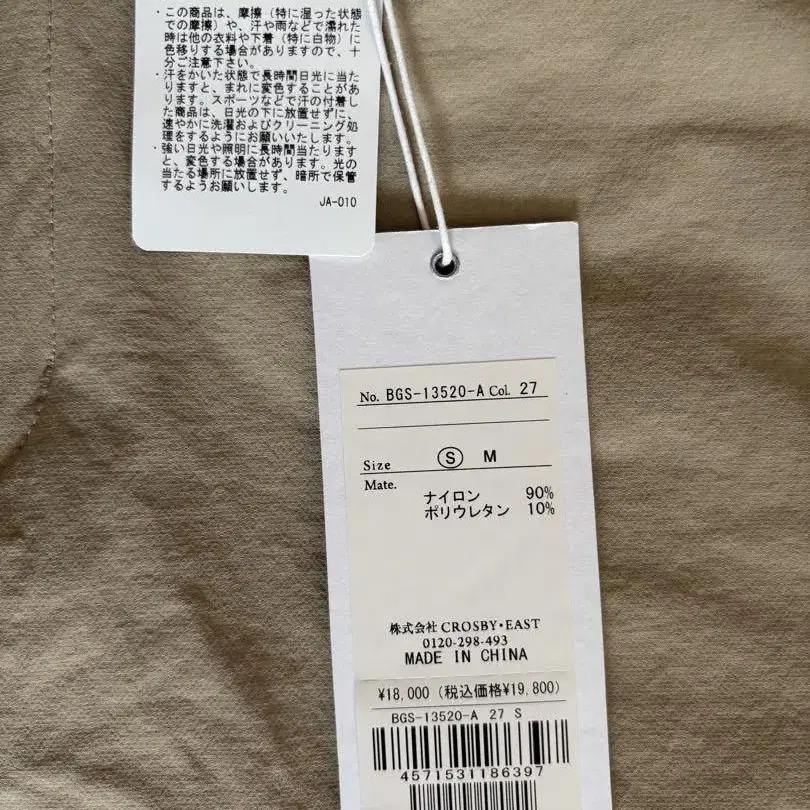 ・この商品は、摩擦（特に湿った状態
での摩擦）や、汗や雨などで濡れた
時は他の衣料や下着（特に白物）に
色移りする場合がありますので、十
分ご注意下さい。
・汗をかいた状態で長時間日光に当た
りますと、まれに変色することがあ
ります。スポーツなどで汗の付着し
た商品は、日光の下に放置せずに、
速やかに洗濯およびクリーニング処
理をするようにお願いいたします。
・強い日光や照明に長時間当たります
と、変色する場合があります。光の
当たる場所に放置せず、暗所で保管
するようお願いします。
JA-010
No. BGS-13520-A Col. 27
Size S M
Mate.
ナイロン 90%
ポリウレタン 10%
株式会社 CROSBY・EAST
0120-298-493
MADE IN CHINA
¥18,000（税込価格¥19,800）
BGS-13520-A 27 S
4571531186397